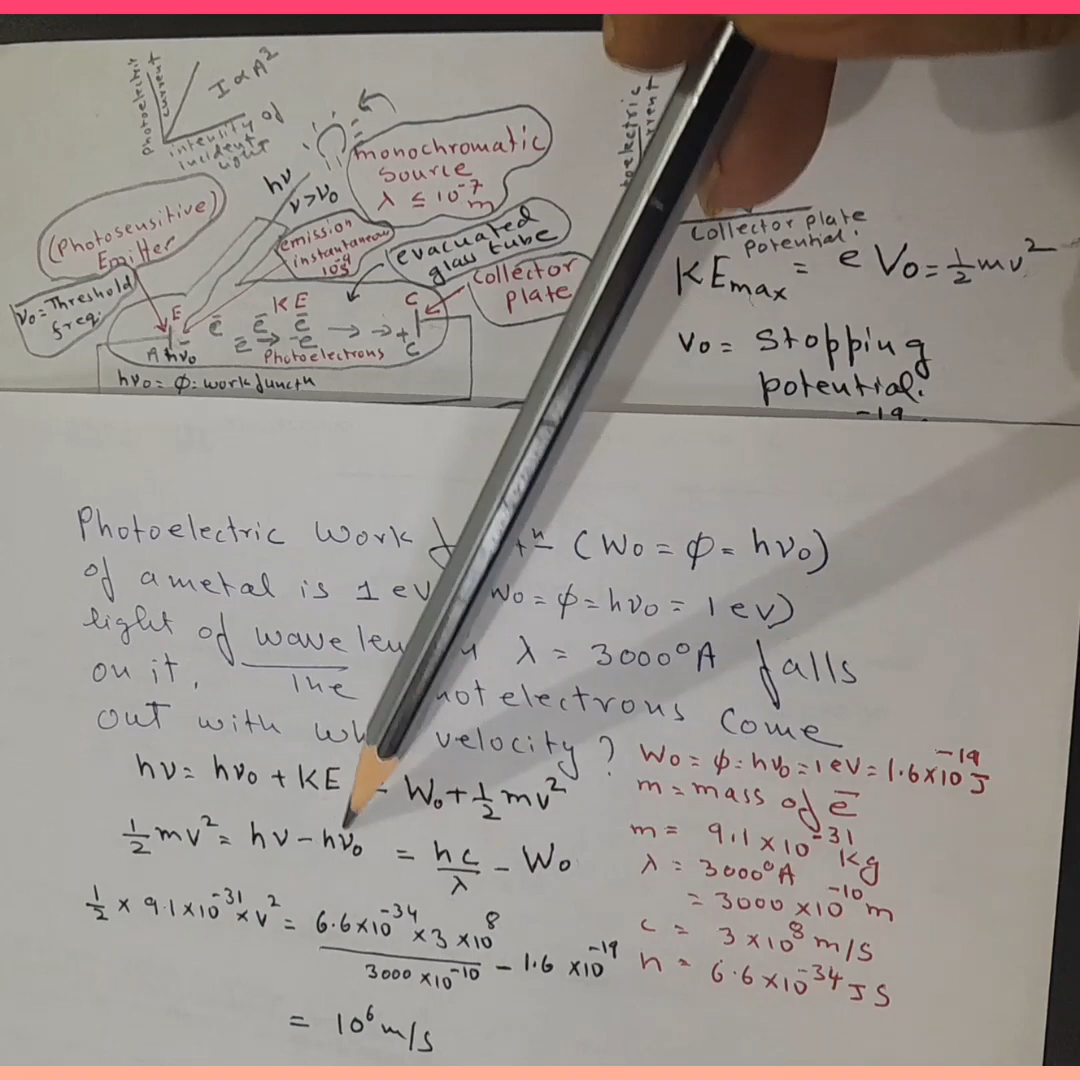 photoelectric
current
I ∝ A²
intensity of
incident
light
hν
ν>ν₀
monochromatic
source
λ ≤ 10⁻⁷
m
(Photosensitive)
Emitter
emission
instantaneous
evacuated
glass tube
collector
plate
ν₀=Threshold
freq:
E
KE
C
ē ē ē
ē → ē → → +
A hν₀
Photoelectrons
C
hν₀ = ϕ = work functn
collector plate
potential.
KEmax = eV₀ = ½mv²
V₀ = Stopping
potential.
-19
Photoelectric Work (W₀ = ϕ = hν₀)
of a metal is 1 ev W₀ = ϕ = hν₀ = 1 ev)
light of λ = 3000°A falls
on it. The electrons come
out with velocity?
hν = hν₀ + KE = W₀ + ½ mv²
½ mv² = hν - hν₀ = hc/λ - W₀
½ × 9.1×10⁻³¹ × v² = 6.6×10⁻³⁴ × 3×10⁸ / 3000×10⁻¹⁰ - 1.6×10⁻¹⁹
= 10⁶ m/s
W₀ = ϕ = hν₀ = 1 eV = 1.6×10⁻¹⁹ J
m = mass of ē
m = 9.1×10⁻³¹ kg
λ = 3000°A
= 3000×10⁻¹⁰ m
c = 3×10⁸ m/s
h = 6.6×10⁻³⁴ JS